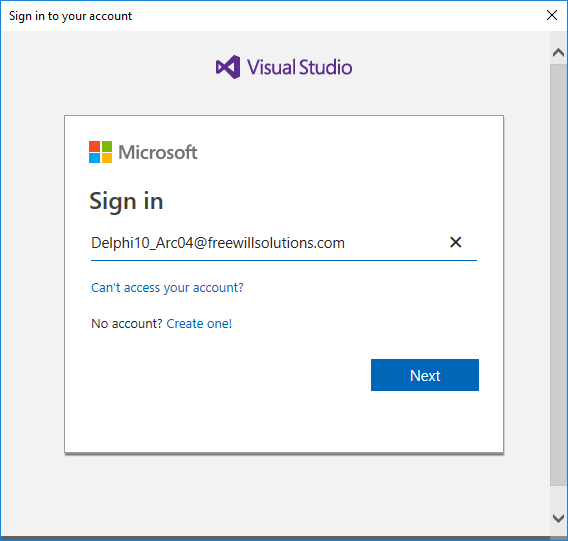 Sign in to your account
Visual Studio
Microsoft
Sign in
Delphi10_Arc04@freewillsolutions.com
Can't access your account?
No account? Create one!
Next